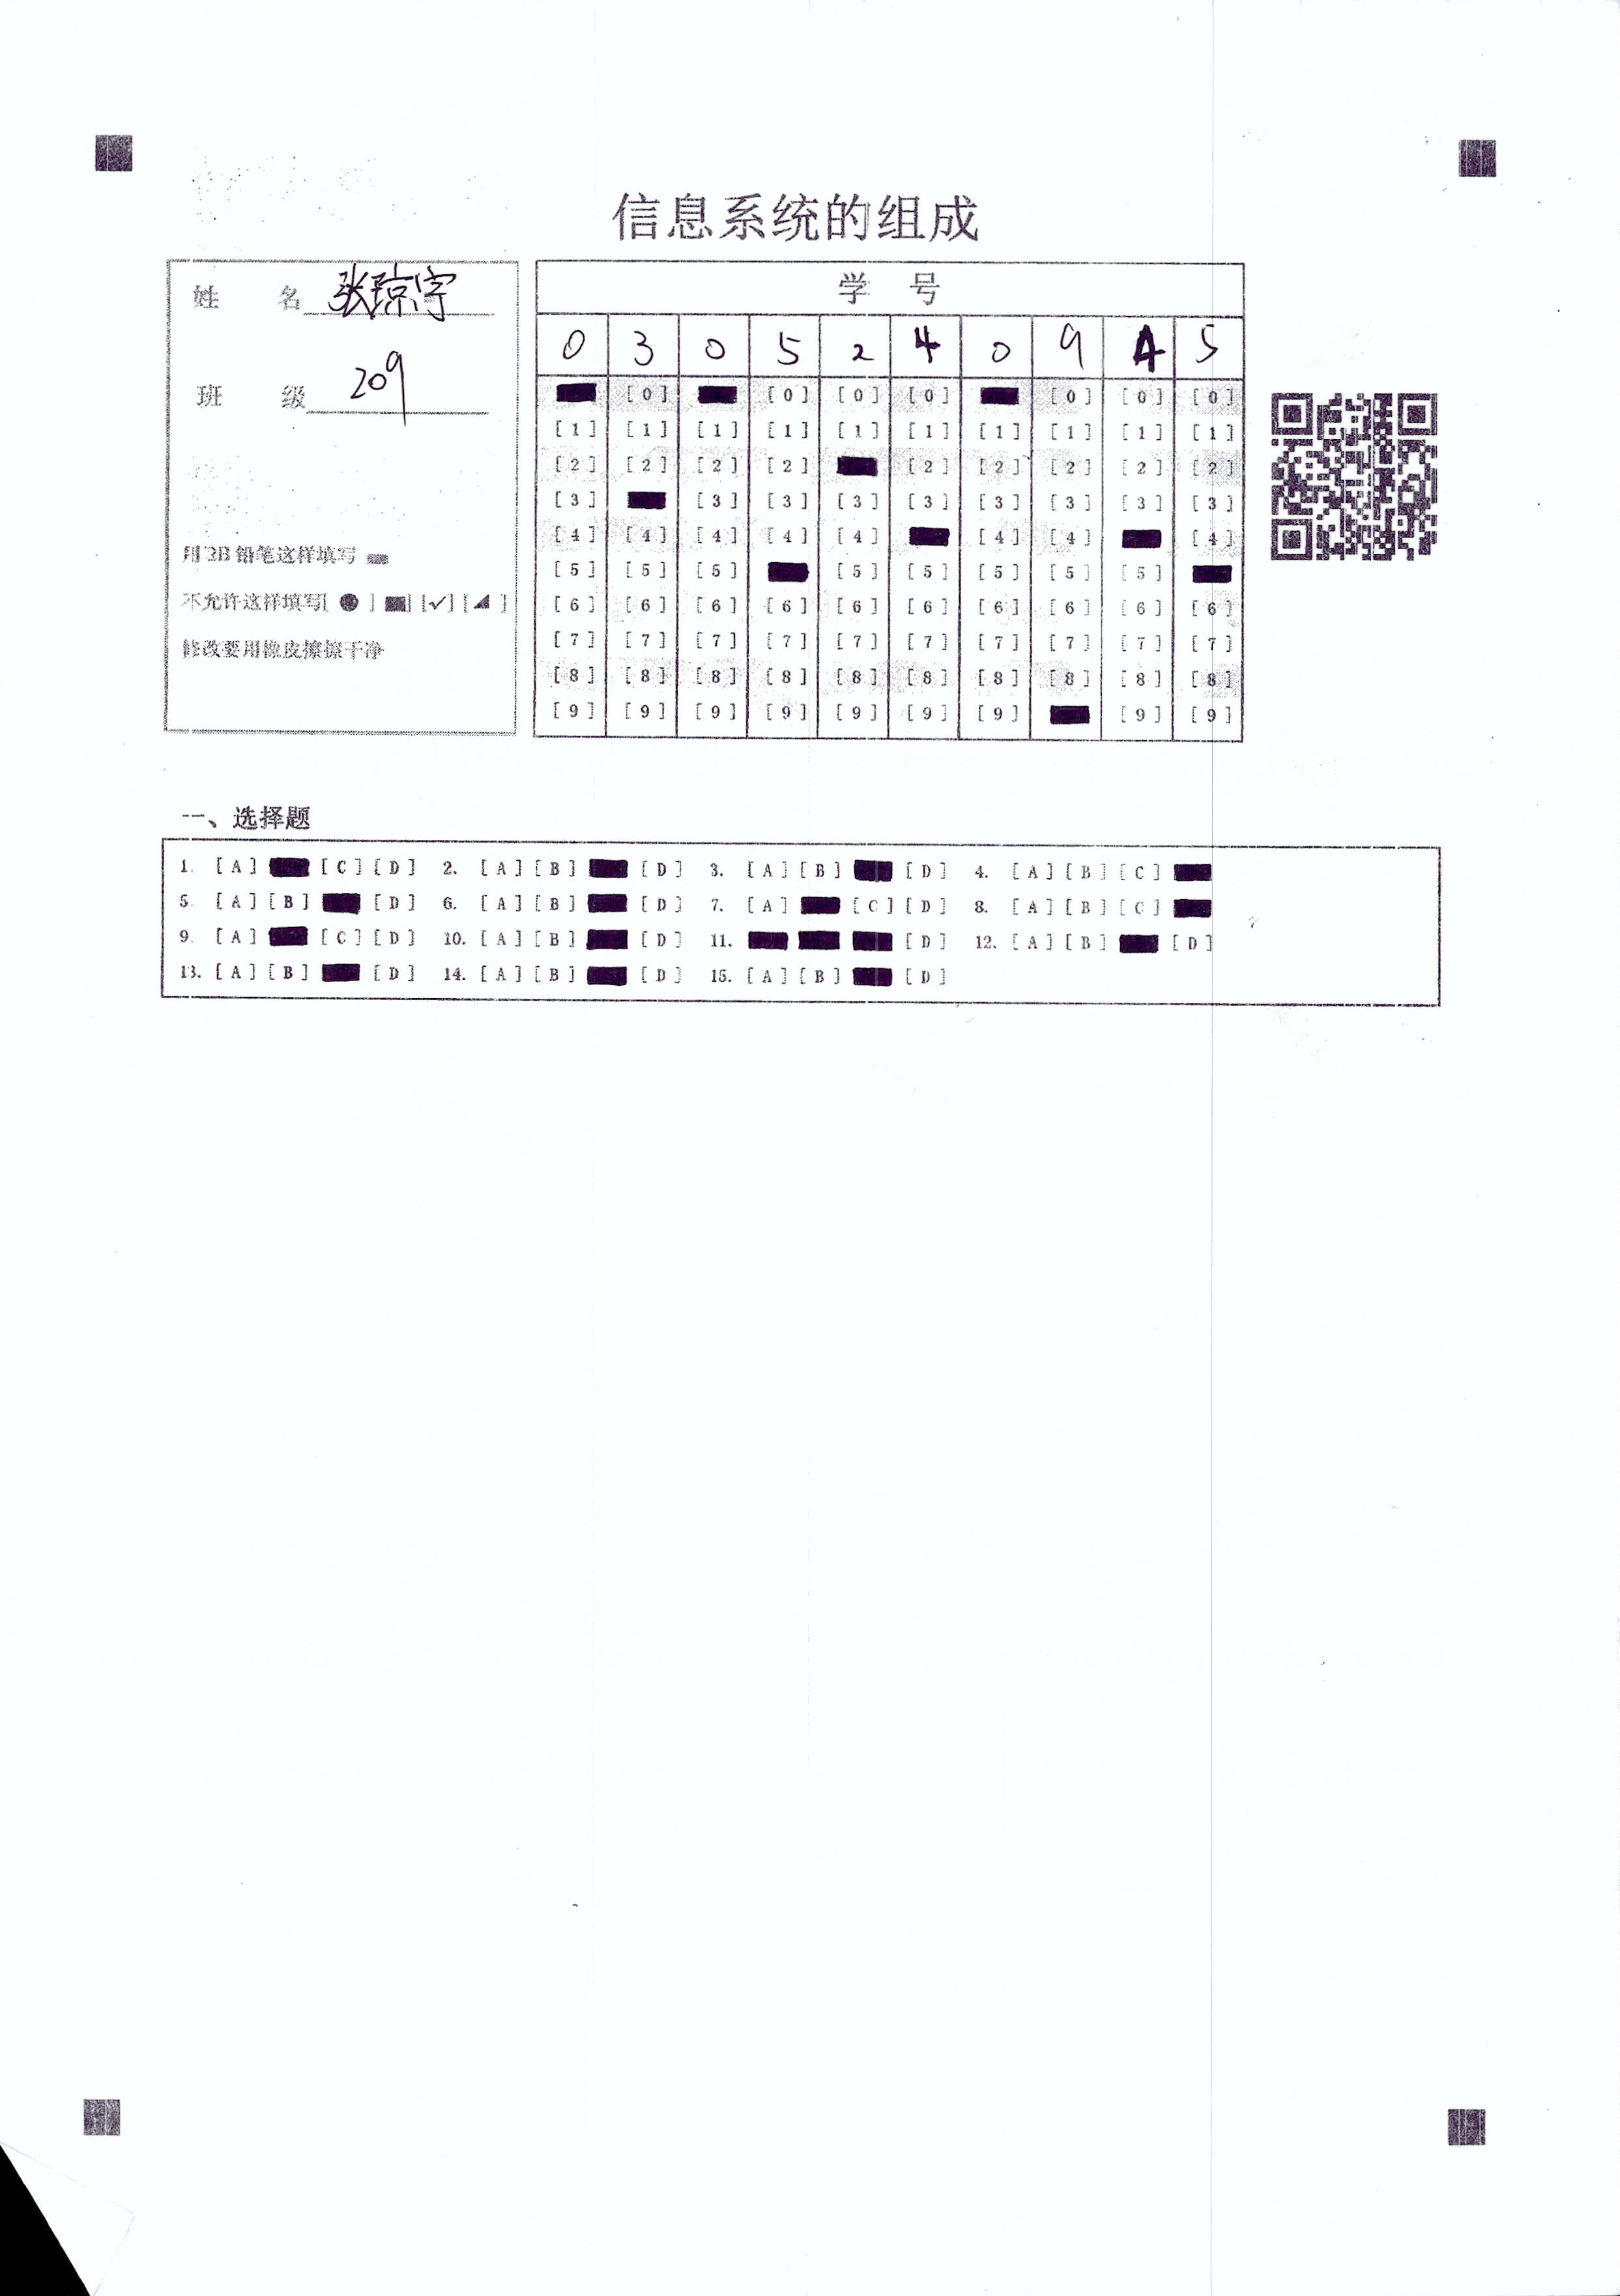 信息系统的组成
姓 名 张琼宇
班 级 209
用2B铅笔这样填写
不允许这样填写[ ● ] [✓] [ ]
修改要用橡皮擦擦干净
学 号
0 3 0 5 2 4 0 9 4 5
[0] [0] [0] [0] [0] [0] [0]
[1] [1] [1] [1] [1] [1] [1] [1] [1] [1]
[2] [2] [2] [2] [2] [2] [2] [2] [2]
[3] [3] [3] [3] [3] [3] [3] [3] [3]
[4] [4] [4] [4] [4] [4] [4] [4]
[5] [5] [5] [5] [5] [5] [5] [5]
[6] [6] [6] [6] [6] [6] [6] [6] [6] [6]
[7] [7] [7] [7] [7] [7] [7] [7] [7] [7]
[8] [8] [8] [8] [8] [8] [8] [8] [8] [8]
[9] [9] [9] [9] [9] [9] [9] [9] [9]
一、选择题
1. [A] [C] [D] 2. [A] [B] [D] 3. [A] [B] [D] 4. [A] [B] [C]
5. [A] [B] [D] 6. [A] [B] [D] 7. [A] [C] [D] 8. [A] [B] [C]
9. [A] [C] [D] 10. [A] [B] [D] 11. [D] 12. [A] [B] [D]
13. [A] [B] [D] 14. [A] [B] [D] 15. [A] [B] [D]